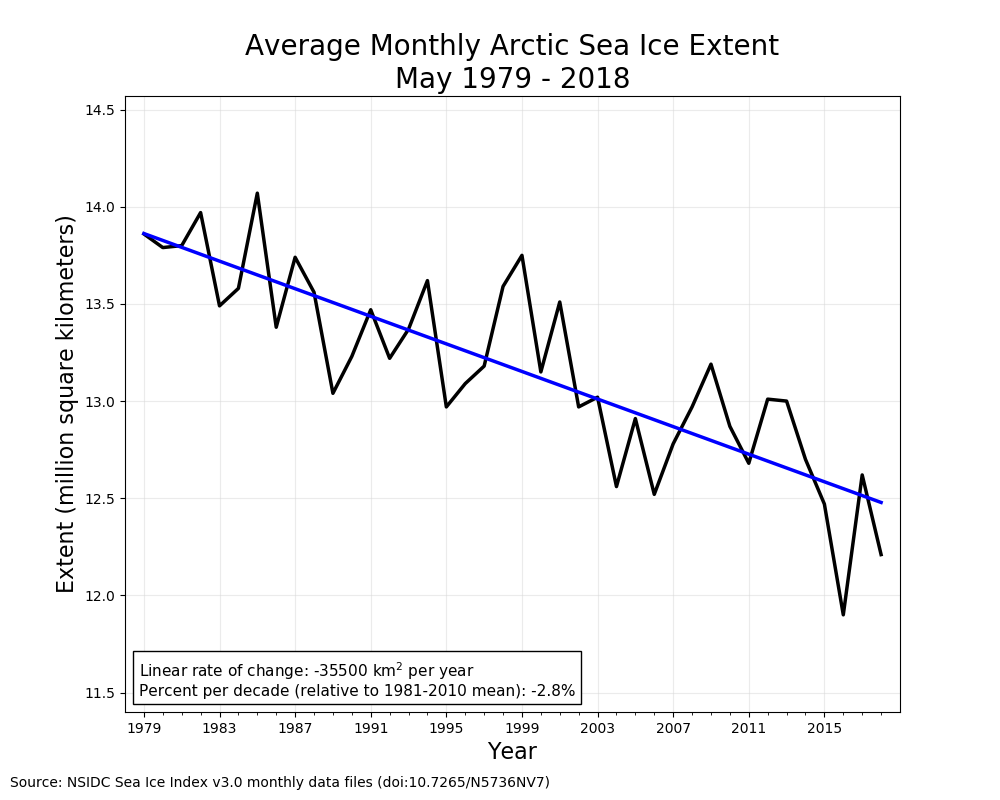 Average Monthly Arctic Sea Ice Extent
May 1979 - 2018
Extent (million square kilometers)
14.5
14.0
13.5
13.0
12.5
12.0
11.5
Linear rate of change: -35500 km² per year
Percent per decade (relative to 1981-2010 mean): -2.8%
1979 1983 1987 1991 1995 1999 2003 2007 2011 2015
Year
Source: NSIDC Sea Ice Index v3.0 monthly data files (doi:10.7265/N5736NV7)